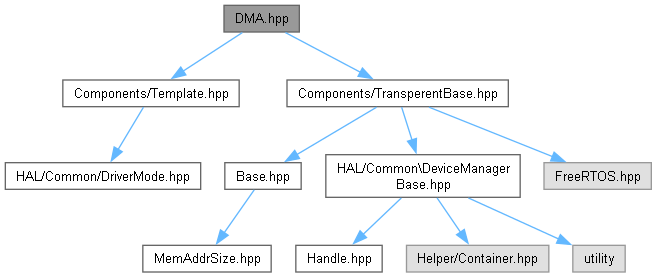 DMA.hpp
Components/Template.hpp
Components/TransperentBase.hpp
HAL/Common/DriverMode.hpp
Base.hpp
HAL/Common\DeviceManager
Base.hpp
FreeRTOS.hpp
MemAddrSize.hpp
Handle.hpp
Helper/Container.hpp
utility